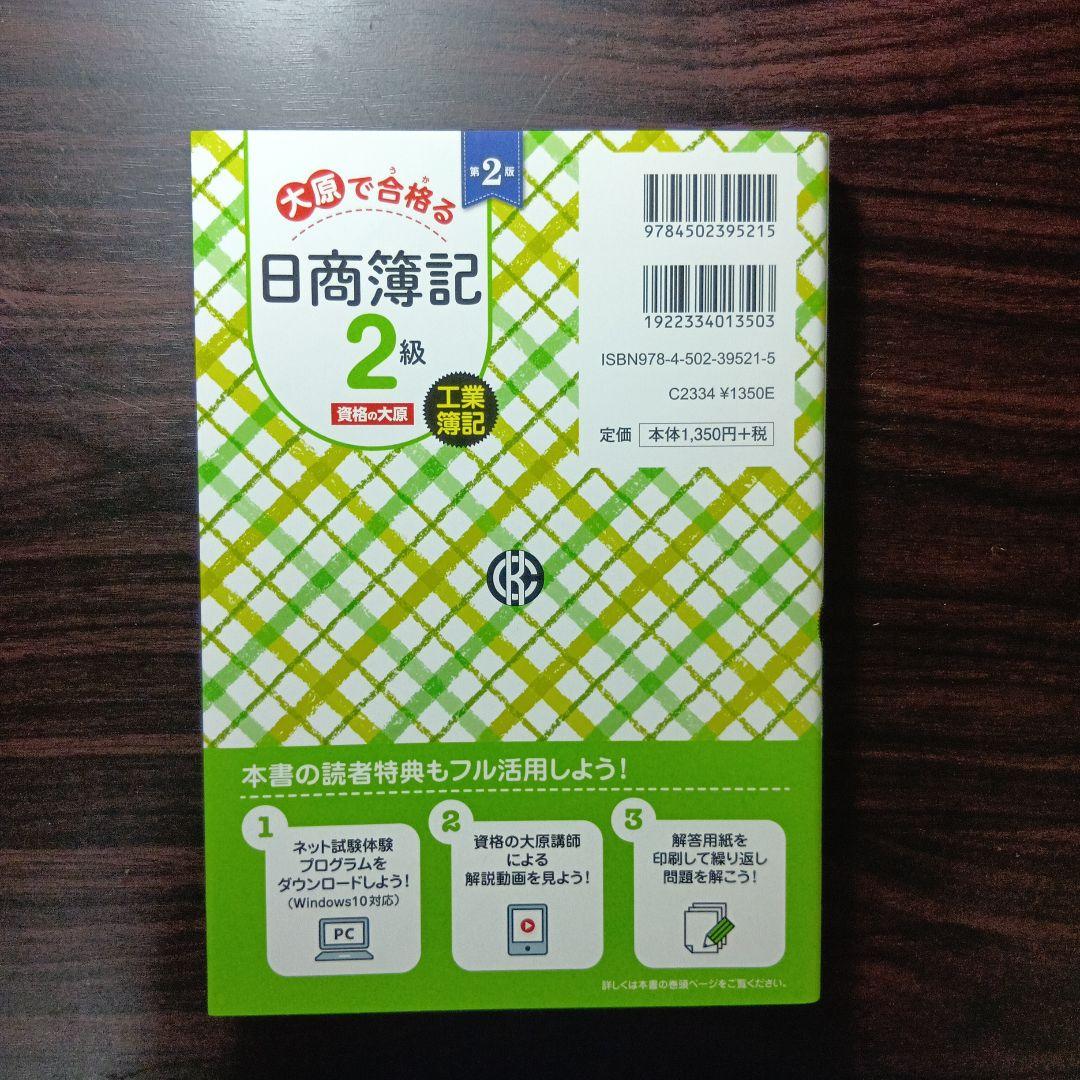 第2版
うか
大原で合格る
日商簿記
2級
資格の大原
工業
簿記
9784502395215
1922334013503
ISBN978-4-502-39521-5
C2334 ¥1350E
定価 本体1,350円+税
本書の読者特典もフル活用しよう!
1
ネット試験体験
プログラムを
ダウンロードしよう!
(Windows10対応)
PC
2
資格の大原講師
による
解説動画を見よう!
3
解答用紙を
印刷して繰り返し
問題を解こう!
詳しくは本書の巻頭ページをご覧ください。